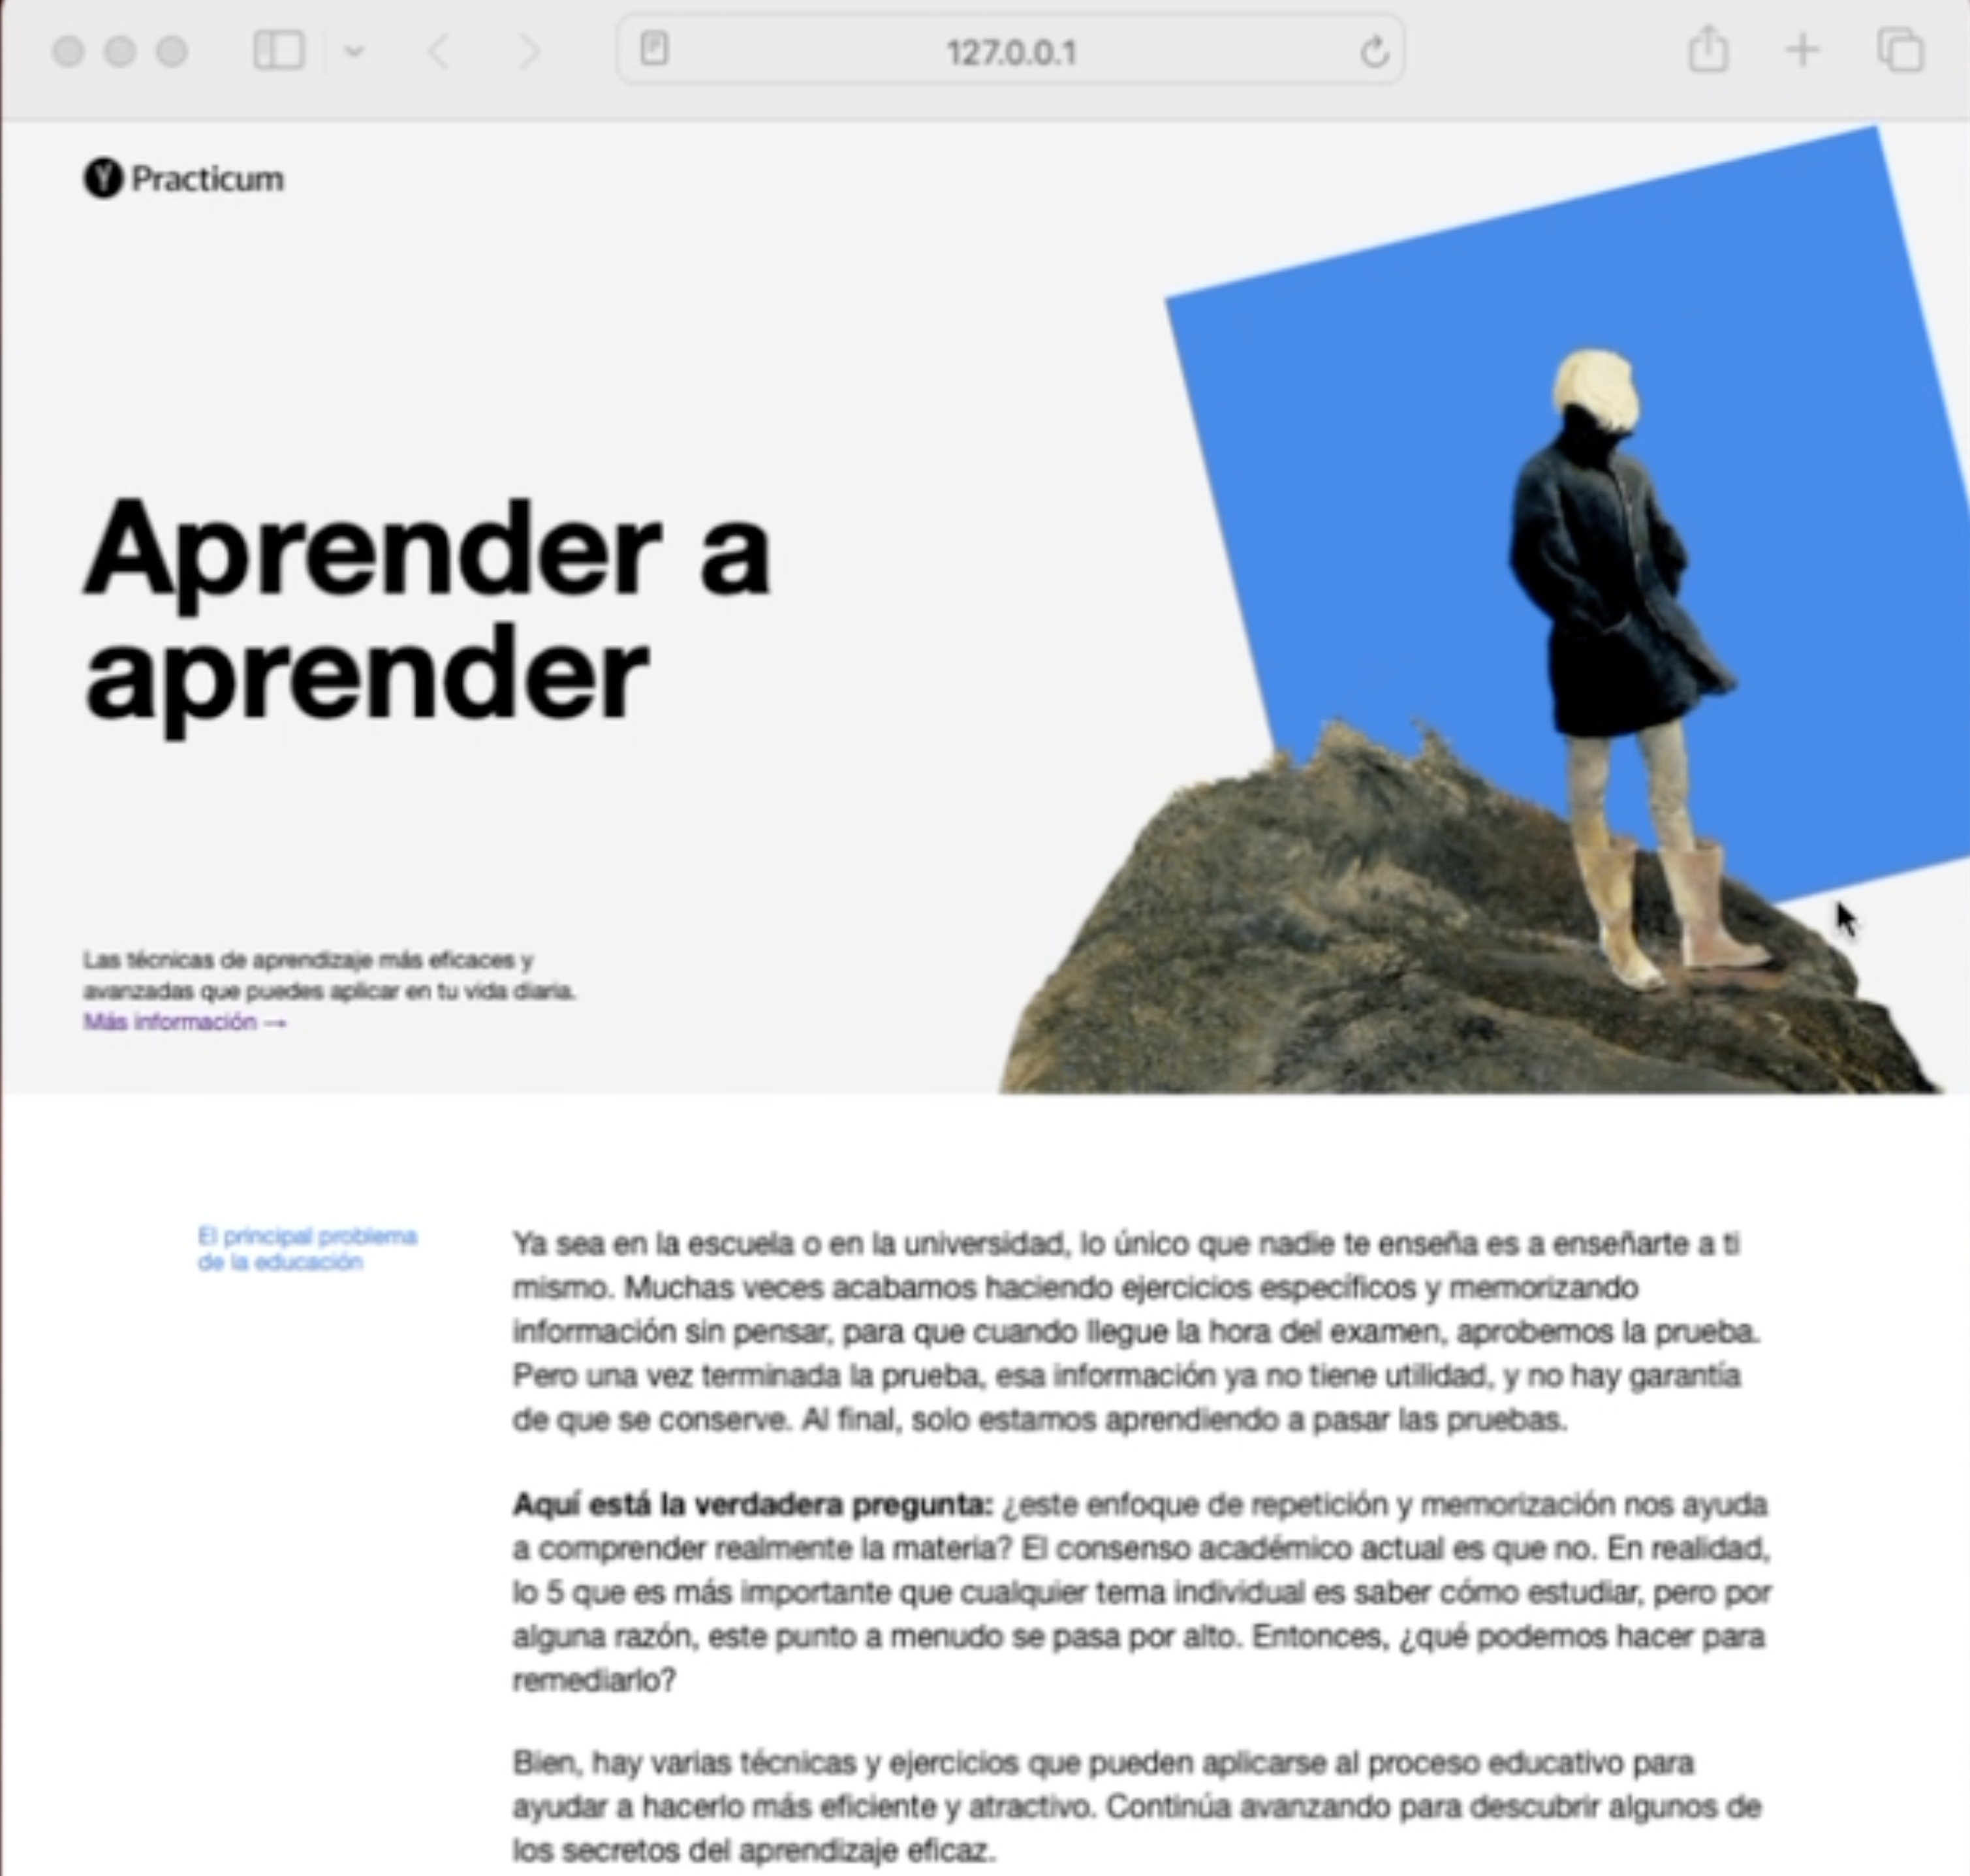 127.0.0.1
Y Practicum
Aprender a
aprender
Las técnicas de aprendizaje más eficaces y
avanzadas que puedes aplicar en tu vida diaria.
Más información →
El principal problema
de la educación
Ya sea en la escuela o en la universidad, lo único que nadie te enseña es a enseñarte a ti
mismo. Muchas veces acabamos haciendo ejercicios específicos y memorizando
información sin pensar, para que cuando llegue la hora del examen, aprobemos la prueba.
Pero una vez terminada la prueba, esa información ya no tiene utilidad, y no hay garantía
de que se conserve. Al final, solo estamos aprendiendo a pasar las pruebas.
Aquí está la verdadera pregunta: ¿este enfoque de repetición y memorización nos ayuda
a comprender realmente la materia? El consenso académico actual es que no. En realidad,
lo 5 que es más importante que cualquier tema individual es saber cómo estudiar, pero por
alguna razón, este punto a menudo se pasa por alto. Entonces, ¿qué podemos hacer para
remediarlo?
Bien, hay varias técnicas y ejercicios que pueden aplicarse al proceso educativo para
ayudar a hacerlo más eficiente y atractivo. Continúa avanzando para descubrir algunos de
los secretos del aprendizaje eficaz.